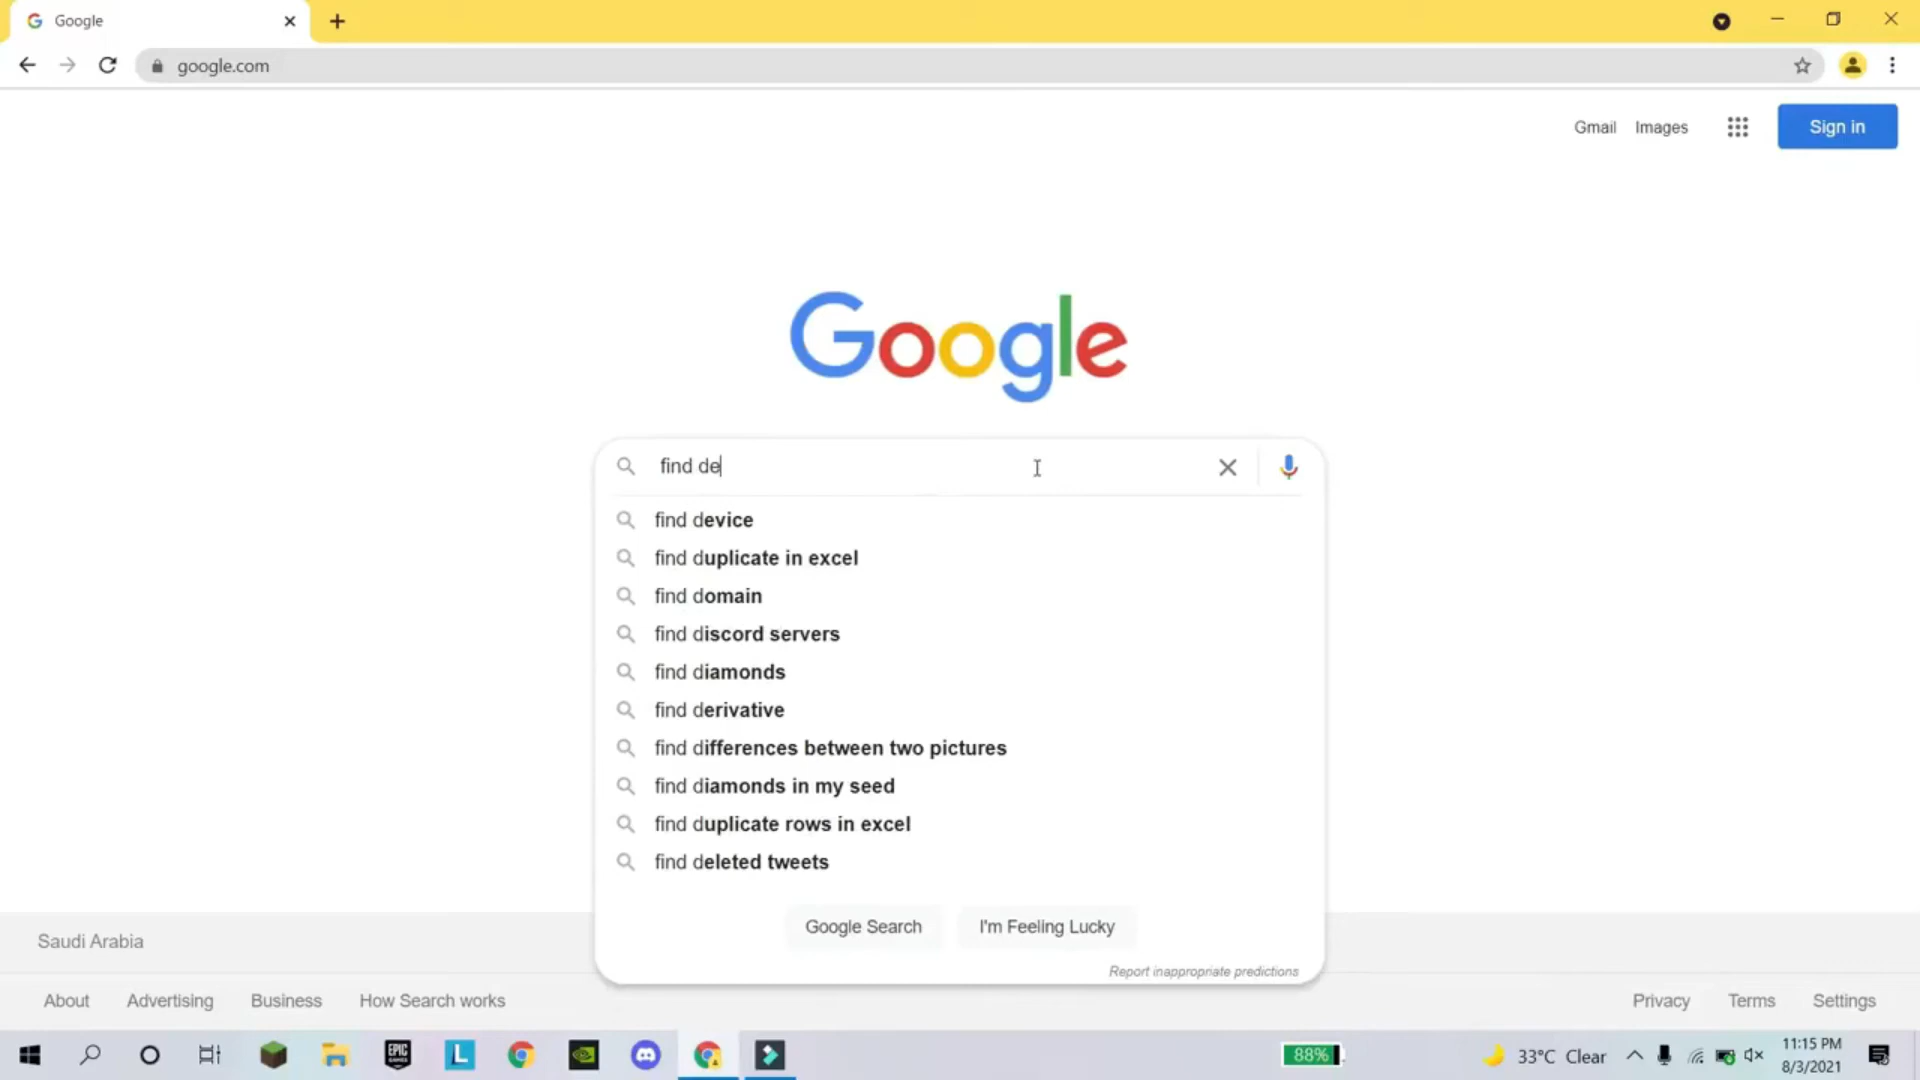 Google
google.com
Gmail Images Sign in
Google
find de
find device
find duplicate in excel
find domain
find discord servers
find diamonds
find derivative
find differences between two pictures
find diamonds in my seed
find duplicate rows in excel
find deleted tweets
Google Search I'm Feeling Lucky
Report inappropriate predictions
Saudi Arabia
About Advertising Business How Search works Privacy Terms Settings
EPIC GAMES L 88% 33°C Clear 11:15 PM
8/3/2021